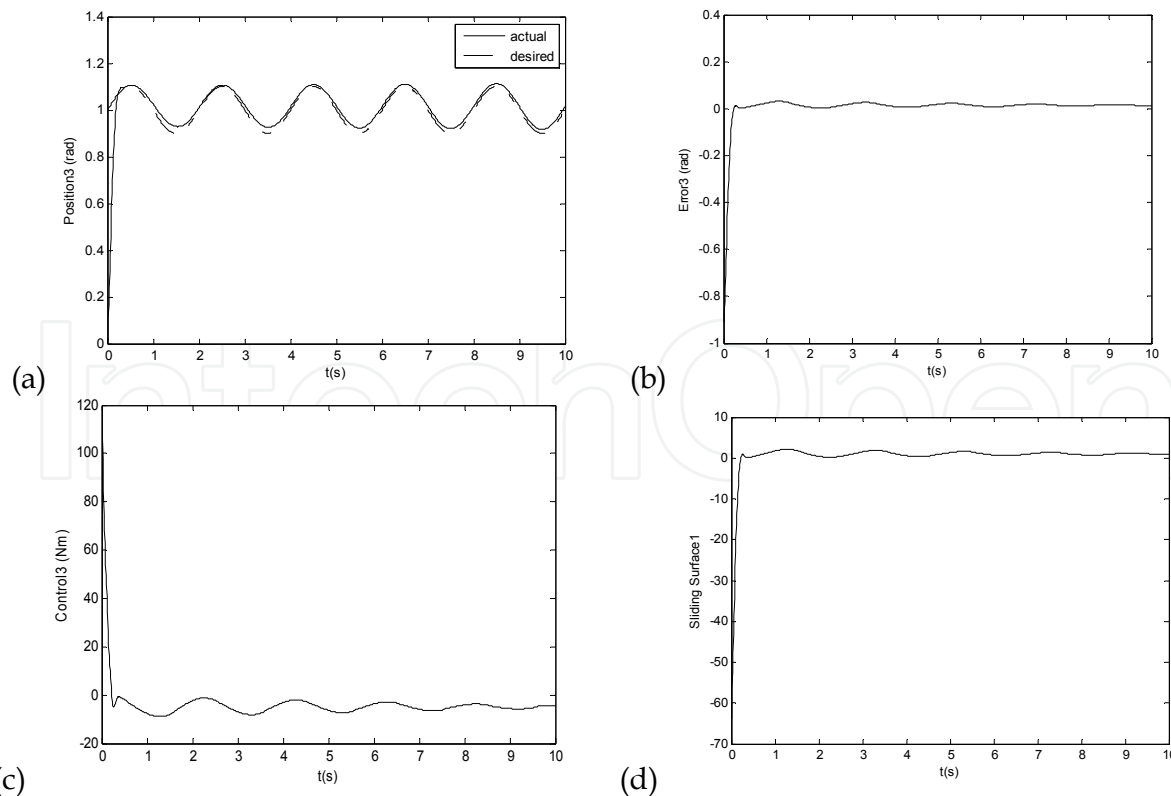 1.4
1.2
1
0.8
0.6
0.4
0.2
0
Position3 (rad)
actual
desired
0 1 2 3 4 5 6 7 8 9 10
t(s)
(a)
0.4
0.2
0
-0.2
-0.4
-0.6
-0.8
-1
Error3 (rad)
0 1 2 3 4 5 6 7 8 9 10
t(s)
(b)
IntechOpen
120
100
80
60
40
20
0
-20
Control3 (Nm)
0 1 2 3 4 5 6 7 8 9 10
t(s)
(c)
10
0
-10
-20
-30
-40
-50
-60
-70
Sliding Surface1
0 1 2 3 4 5 6 7 8 9 10
t(s)
(d)